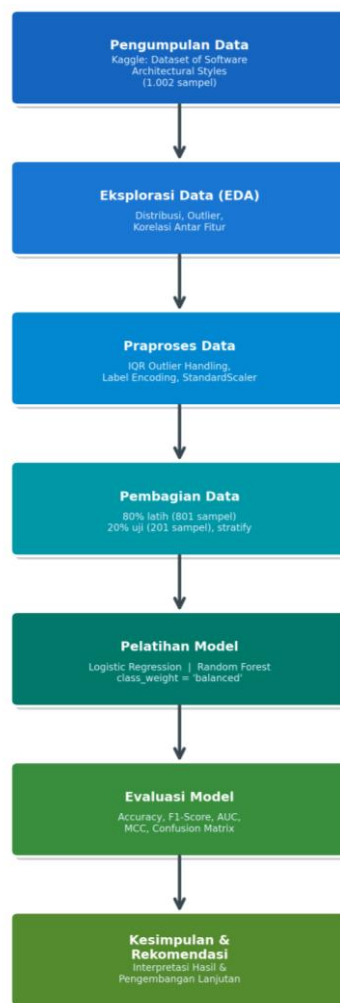 Pengumpulan Data
Kaggle: Dataset of Software
Architectural Styles
(1.002 sampel)
Eksplorasi Data (EDA)
Distribusi, Outlier,
Korelasi Antar Fitur
Praproses Data
IQR Outlier Handling,
Label Encoding, StandardScaler
Pembagian Data
80% latih (801 sampel)
20% uji (201 sampel), stratify
Pelatihan Model
Logistic Regression | Random Forest
class_weight = 'balanced'
Evaluasi Model
Accuracy, F1-Score, AUC,
MCC, Confusion Matrix
Kesimpulan &
Rekomendasi
Interpretasi Hasil &
Pengembangan Lanjutan